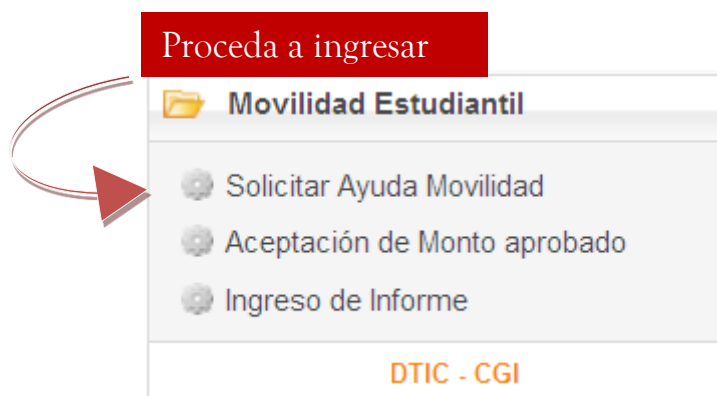 Proceda a ingresar
Movilidad Estudiantil
Solicitar Ayuda Movilidad
Aceptación de Monto aprobado
Ingreso de Informe
DTIC - CGI